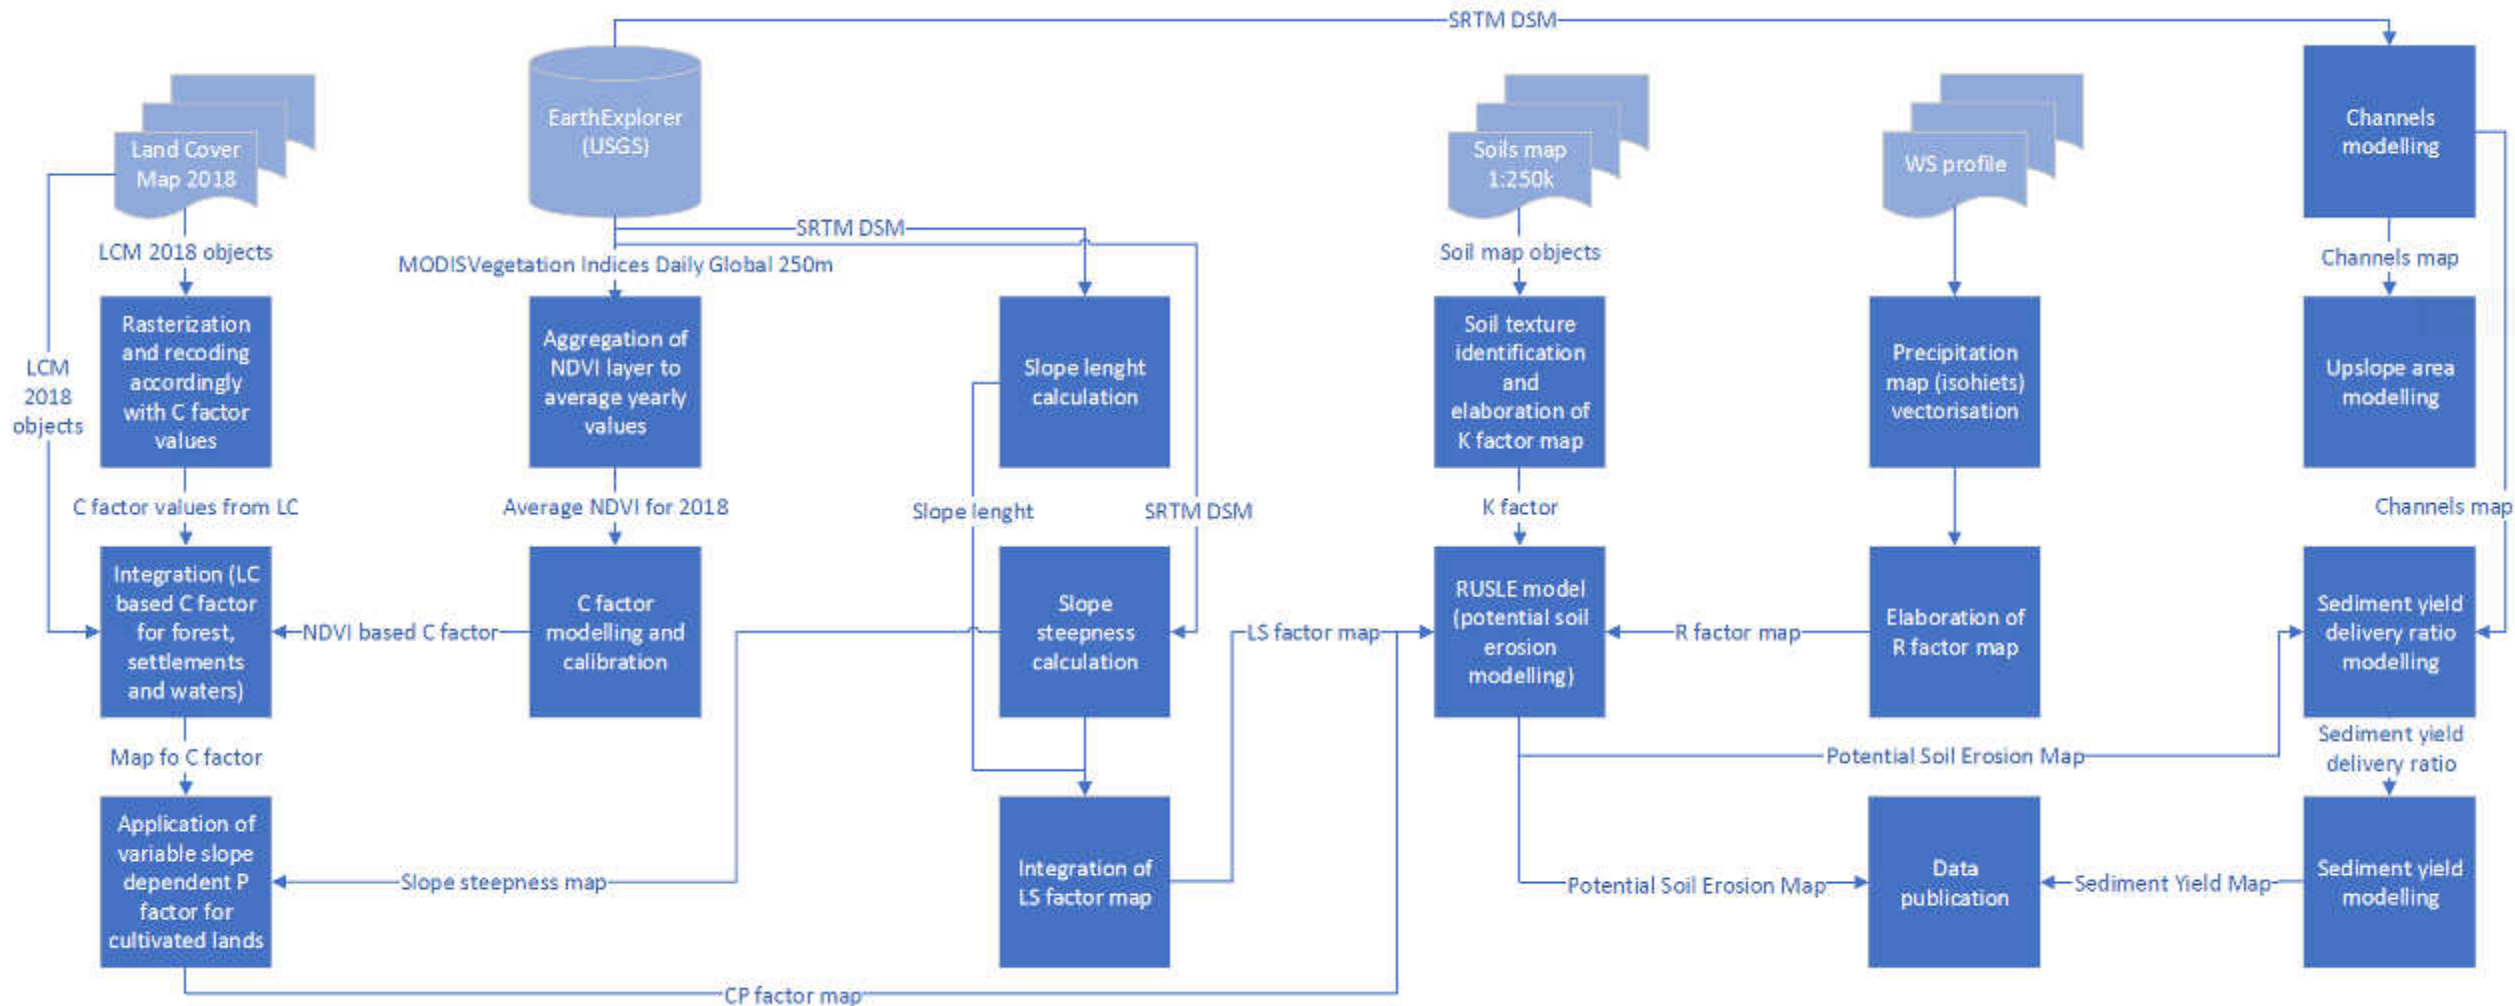 SRTM DSM
Land Cover
Map 2018
EarthExplorer
(USGS)
Soils map
1:250k
WS profile
Channels
modelling
LCM 2018 objects
SRTM DSM
MODISVegetation Indices Daily Global 250m
Soil map objects
Channels map
LCM
2018
objects
Rasterization
and recoding
accordingly
with C factor
values
Aggregation of
NDVI layer to
average yearly
values
Slope lenght
calculation
Soil texture
identification
and
elaboration of
K factor map
Precipitation
map (isohiets)
vectorisation
Upslope area
modelling
C factor values from LC
Average NDVI for 2018
Slope lenght
SRTM DSM
K factor
Channels map
Integration (LC
based C factor
for forest,
settlements
and waters)
NDVI based C factor
C factor
modelling and
calibration
Slope
steepness
calculation
LS factor map
RUSLE model
(potential soil
erosion
modelling)
R factor map
Elaboration of
R factor map
Sediment yield
delivery ratio
modelling
Map fo C factor
Potential Soil Erosion Map
Sediment yield
delivery ratio
Application of
variable slope
dependent P
factor for
cultivated lands
Slope steepness map
Integration of
LS factor map
Potential Soil Erosion Map
Data
publication
Sediment Yield Map
Sediment yield
modelling
CP factor map